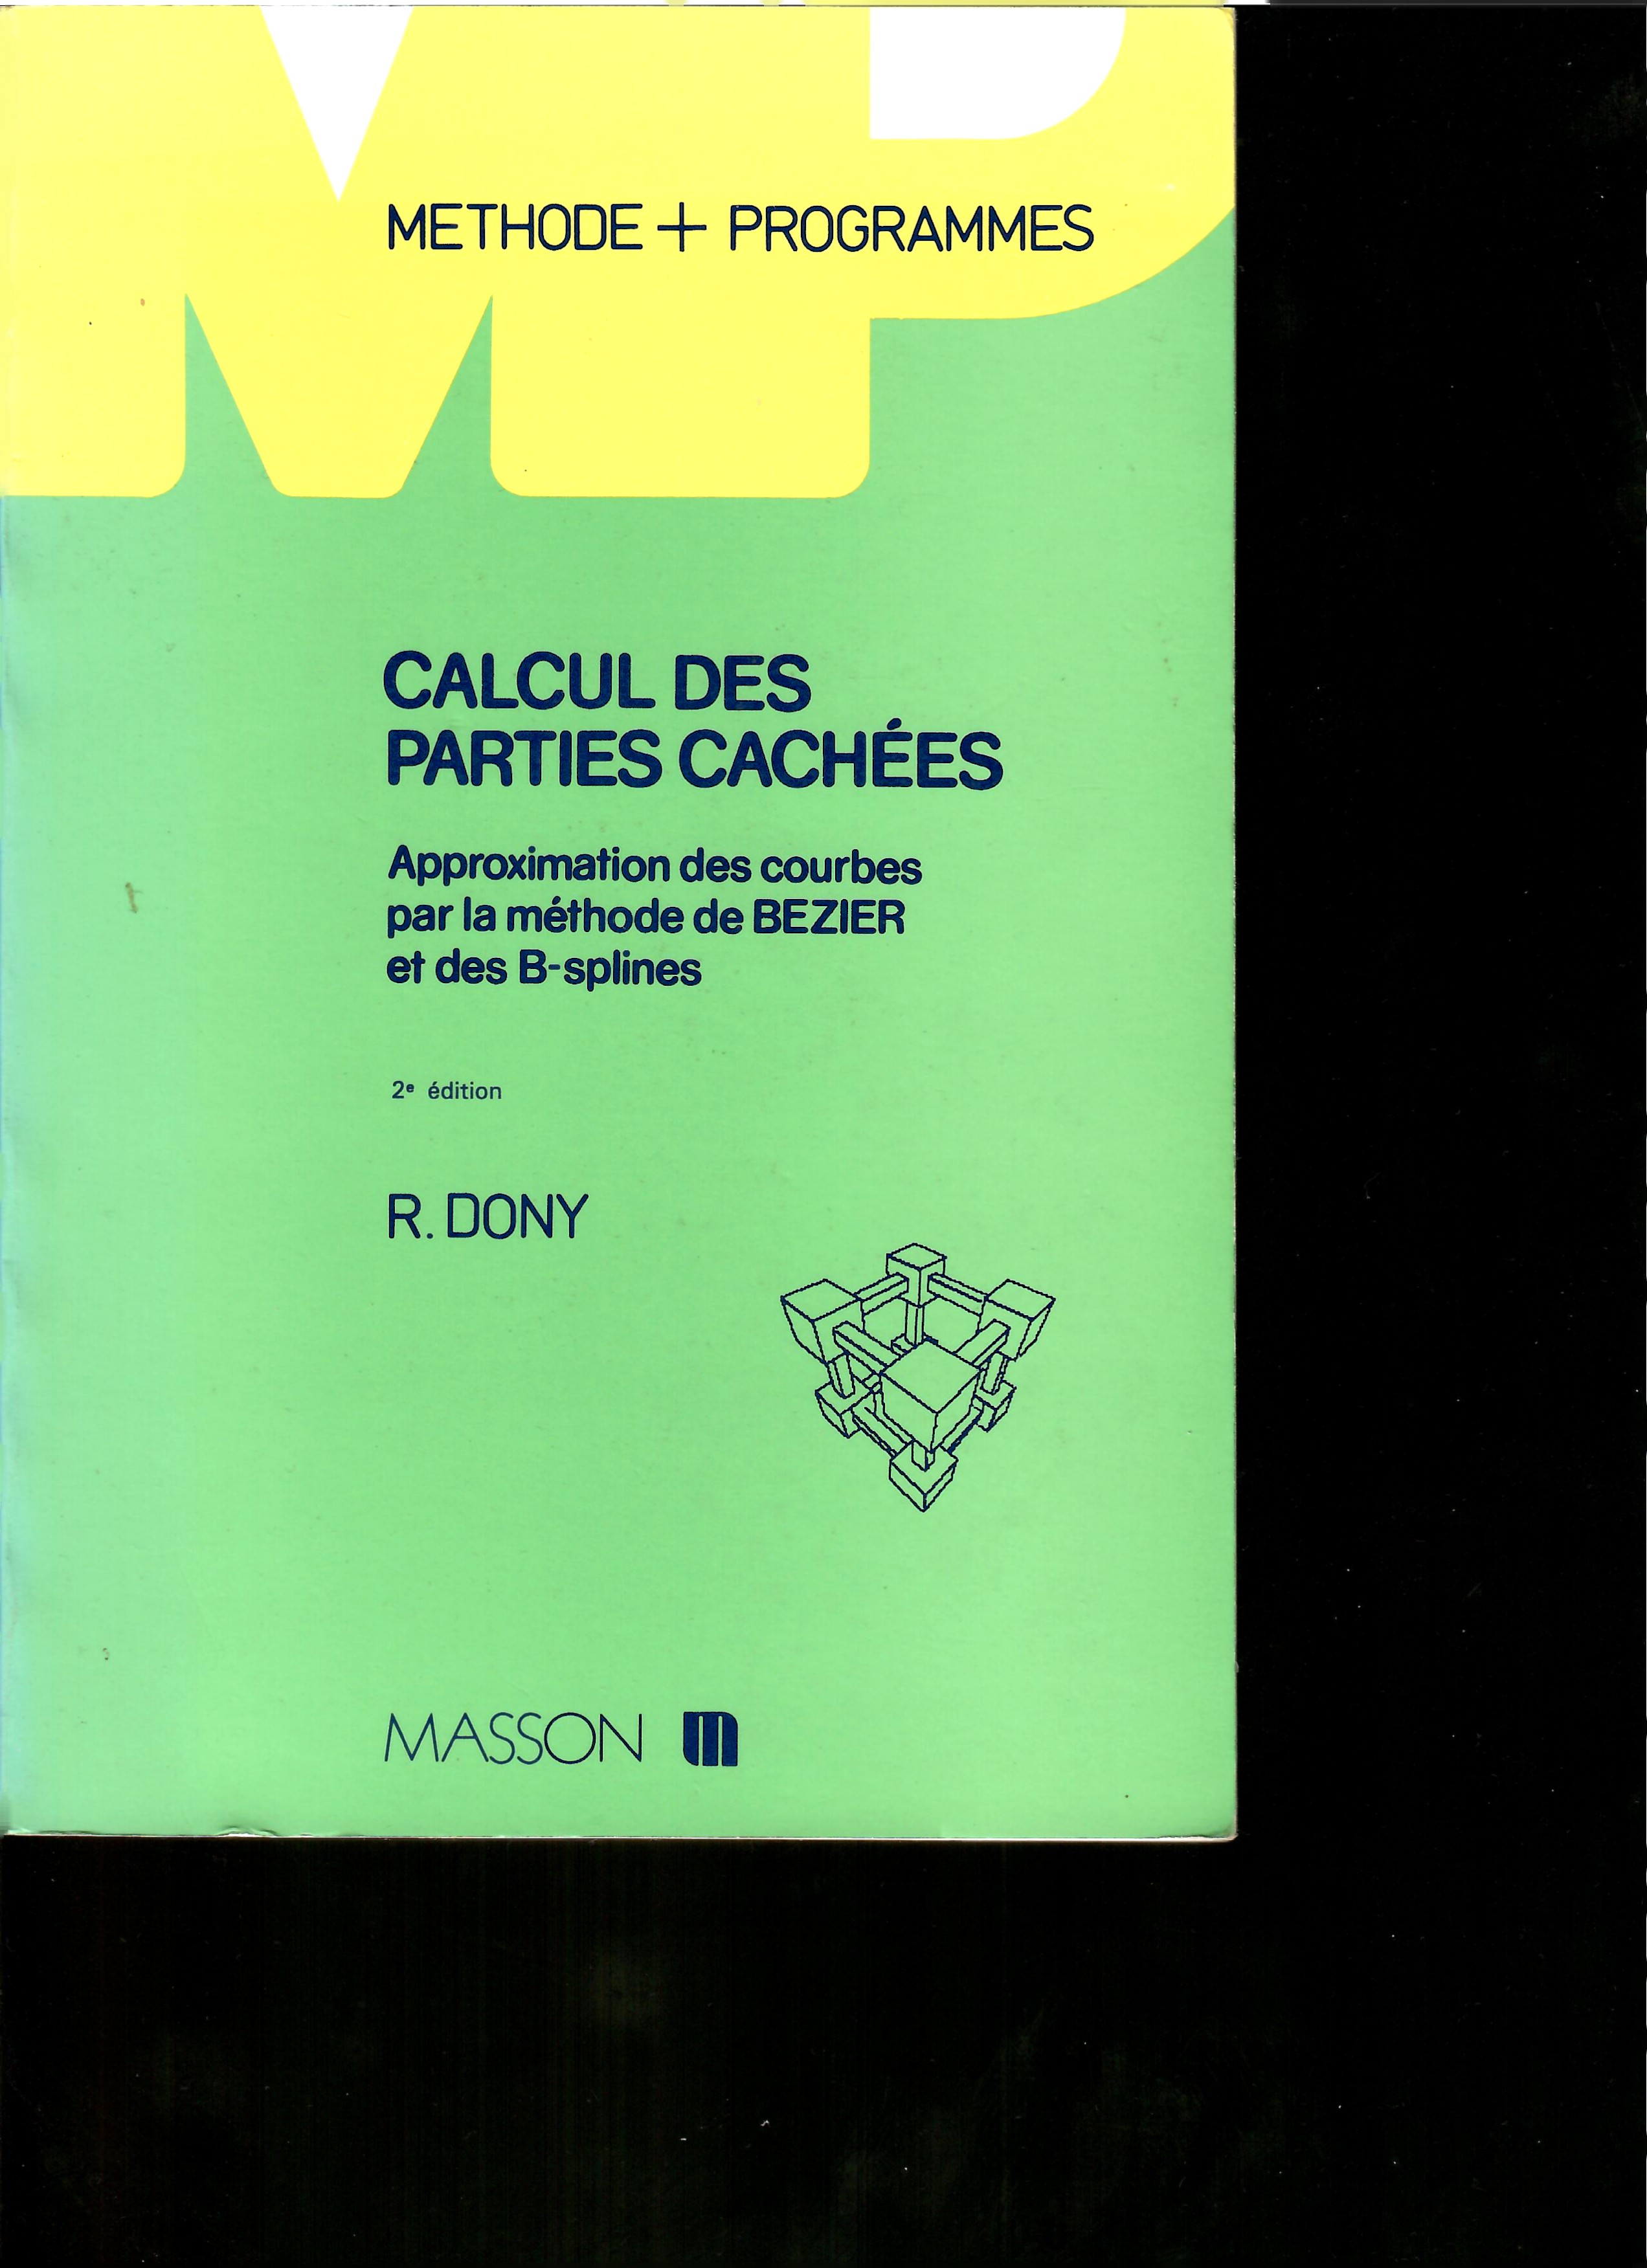 MP
METHODE + PROGRAMMES
CALCUL DES
PARTIES CACHÉES
Approximation des courbes
par la méthode de BEZIER
et des B-splines
2e édition
R. DONY
MASSON m